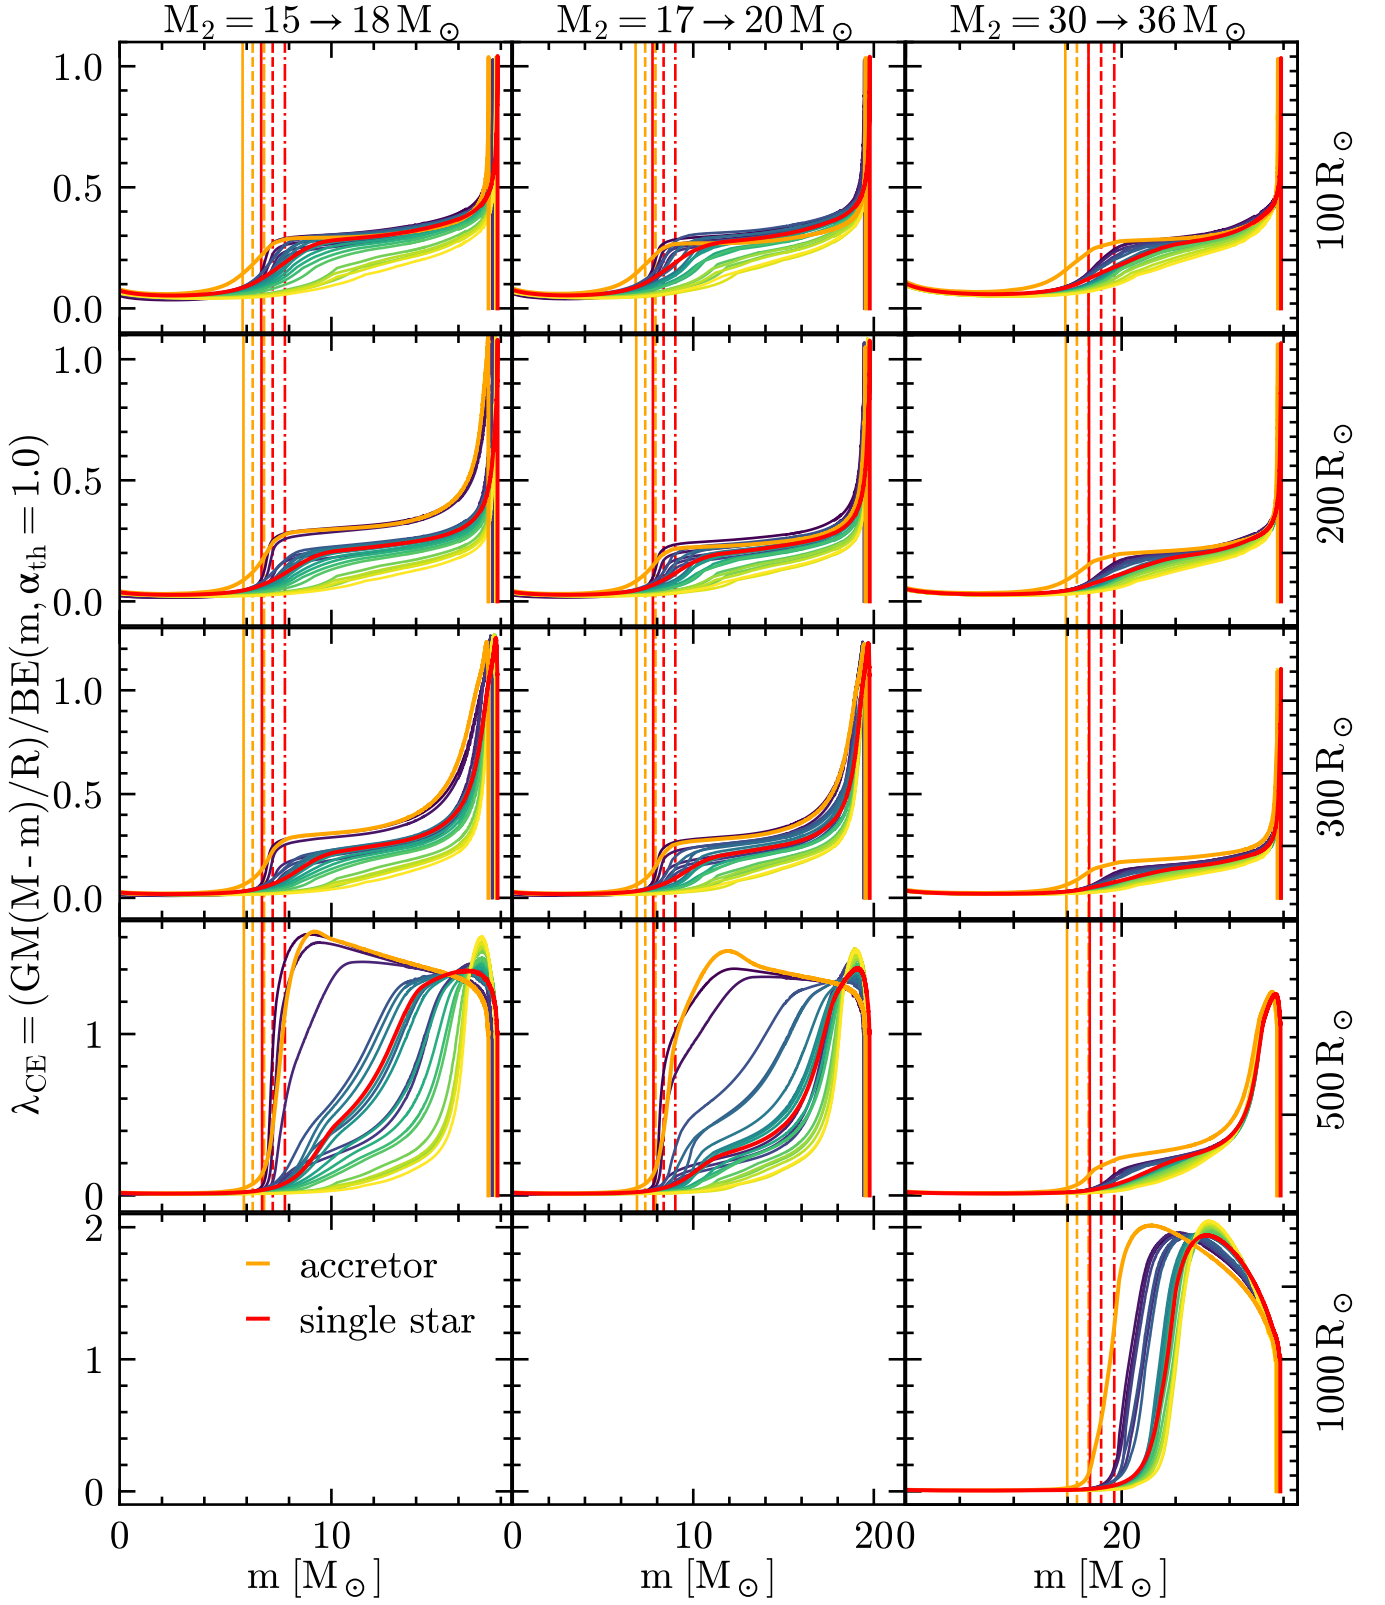 M₂ = 15 → 18 M⊙
M₂ = 17 → 20 M⊙
M₂ = 30 → 36 M⊙
1.0
0.5
0.0
100 R⊙
1.0
0.5
0.0
200 R⊙
1.0
0.5
0.0
300 R⊙
λ_CE = (GM(M - m)/R)/BE(m, α_th = 1.0)
1
0
500 R⊙
2
1
0
accretor
single star
1000 R⊙
0 10
0 10 20
0 20
m [M⊙]
m [M⊙]
m [M⊙]